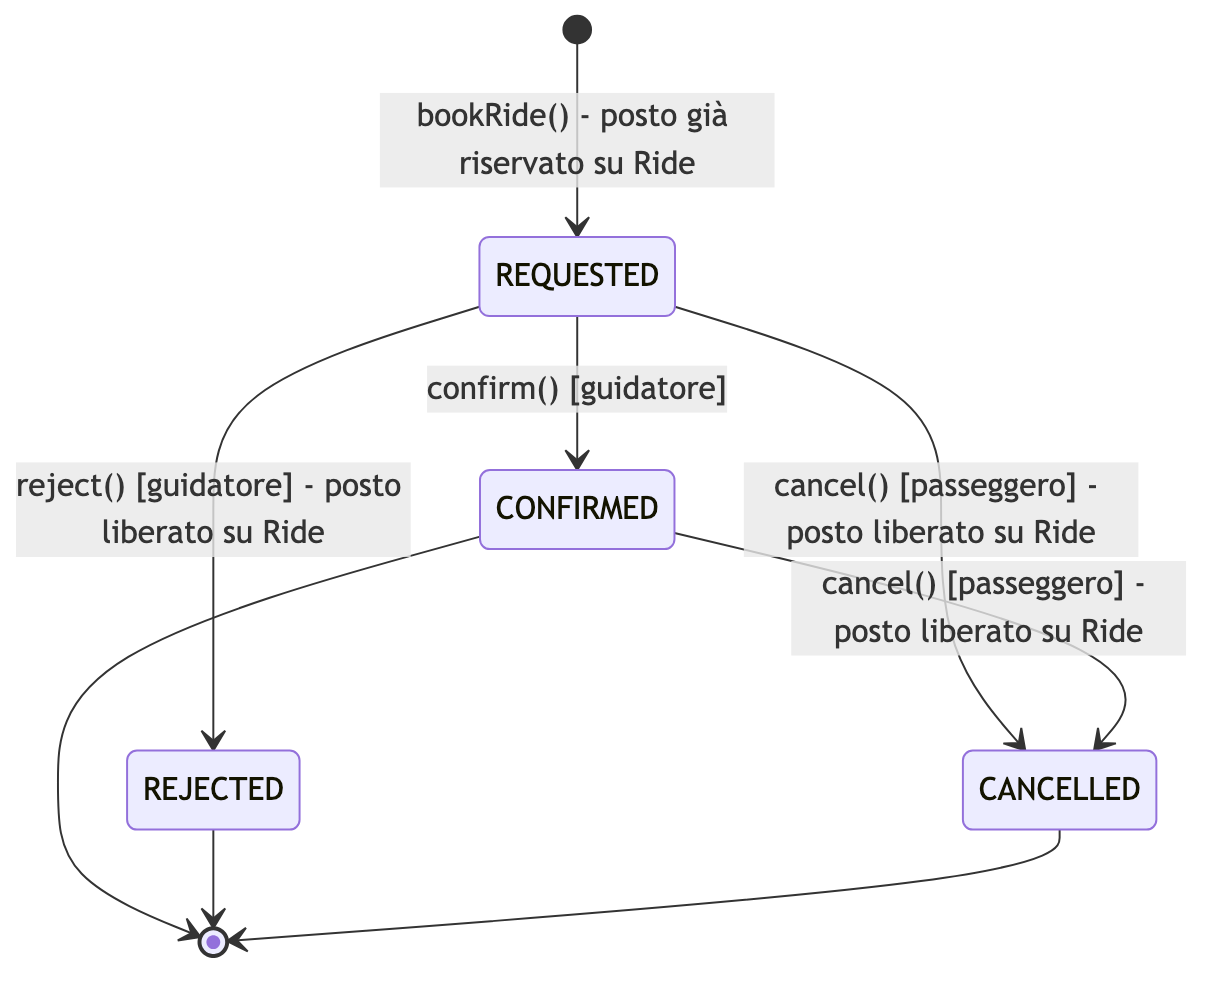 bookRide() - posto già
riservato su Ride
REQUESTED
confirm() [guidatore]
reject() [guidatore] - posto
liberato su Ride
CONFIRMED
cancel() [passeggero] -
posto liberato su Ride
cancel() [passeggero] -
posto liberato su Ride
REJECTED
CANCELLED